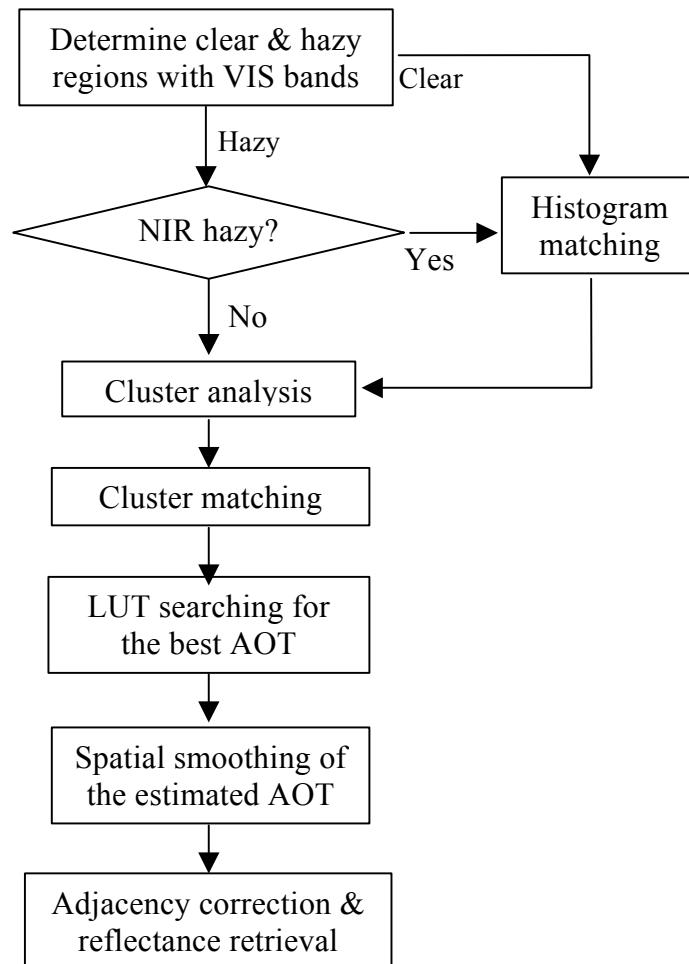 Determine clear & hazy
regions with VIS bands
Clear
Hazy
NIR hazy?
Yes
Histogram
matching
No
Cluster analysis
Cluster matching
LUT searching for
the best AOT
Spatial smoothing of
the estimated AOT
Adjacency correction &
reflectance retrieval